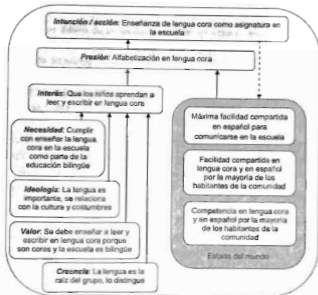 Intención / acción: Enseñanza de lengua cora como asignatura en
la escuela
Presión: Alfabetización en lengua cora
Interés: Que los niños aprendan a
leer y escribir en lengua cora
Necesidad: Cumplir
con enseñar la lengua
cora en la escuela
como parte de la
educación bilingüe
Ideología: La lengua es
importante, se relaciona
con la cultura y costumbres
Valor: Se debe enseñar a leer y
escribir en lengua cora porque
son coros y la escuela es bilingüe
Creencia: La lengua es la
raíz del grupo, lo distingue
Máxima facilidad compartida
en español para
comunicarse en la escuela
Facilidad compartida en
lengua cora y en español
por la mayoría de los
habitantes de la comunidad
Competencia en lengua cora
y en español por la mayoría
de los habitantes de la
comunidad
Estado del mundo